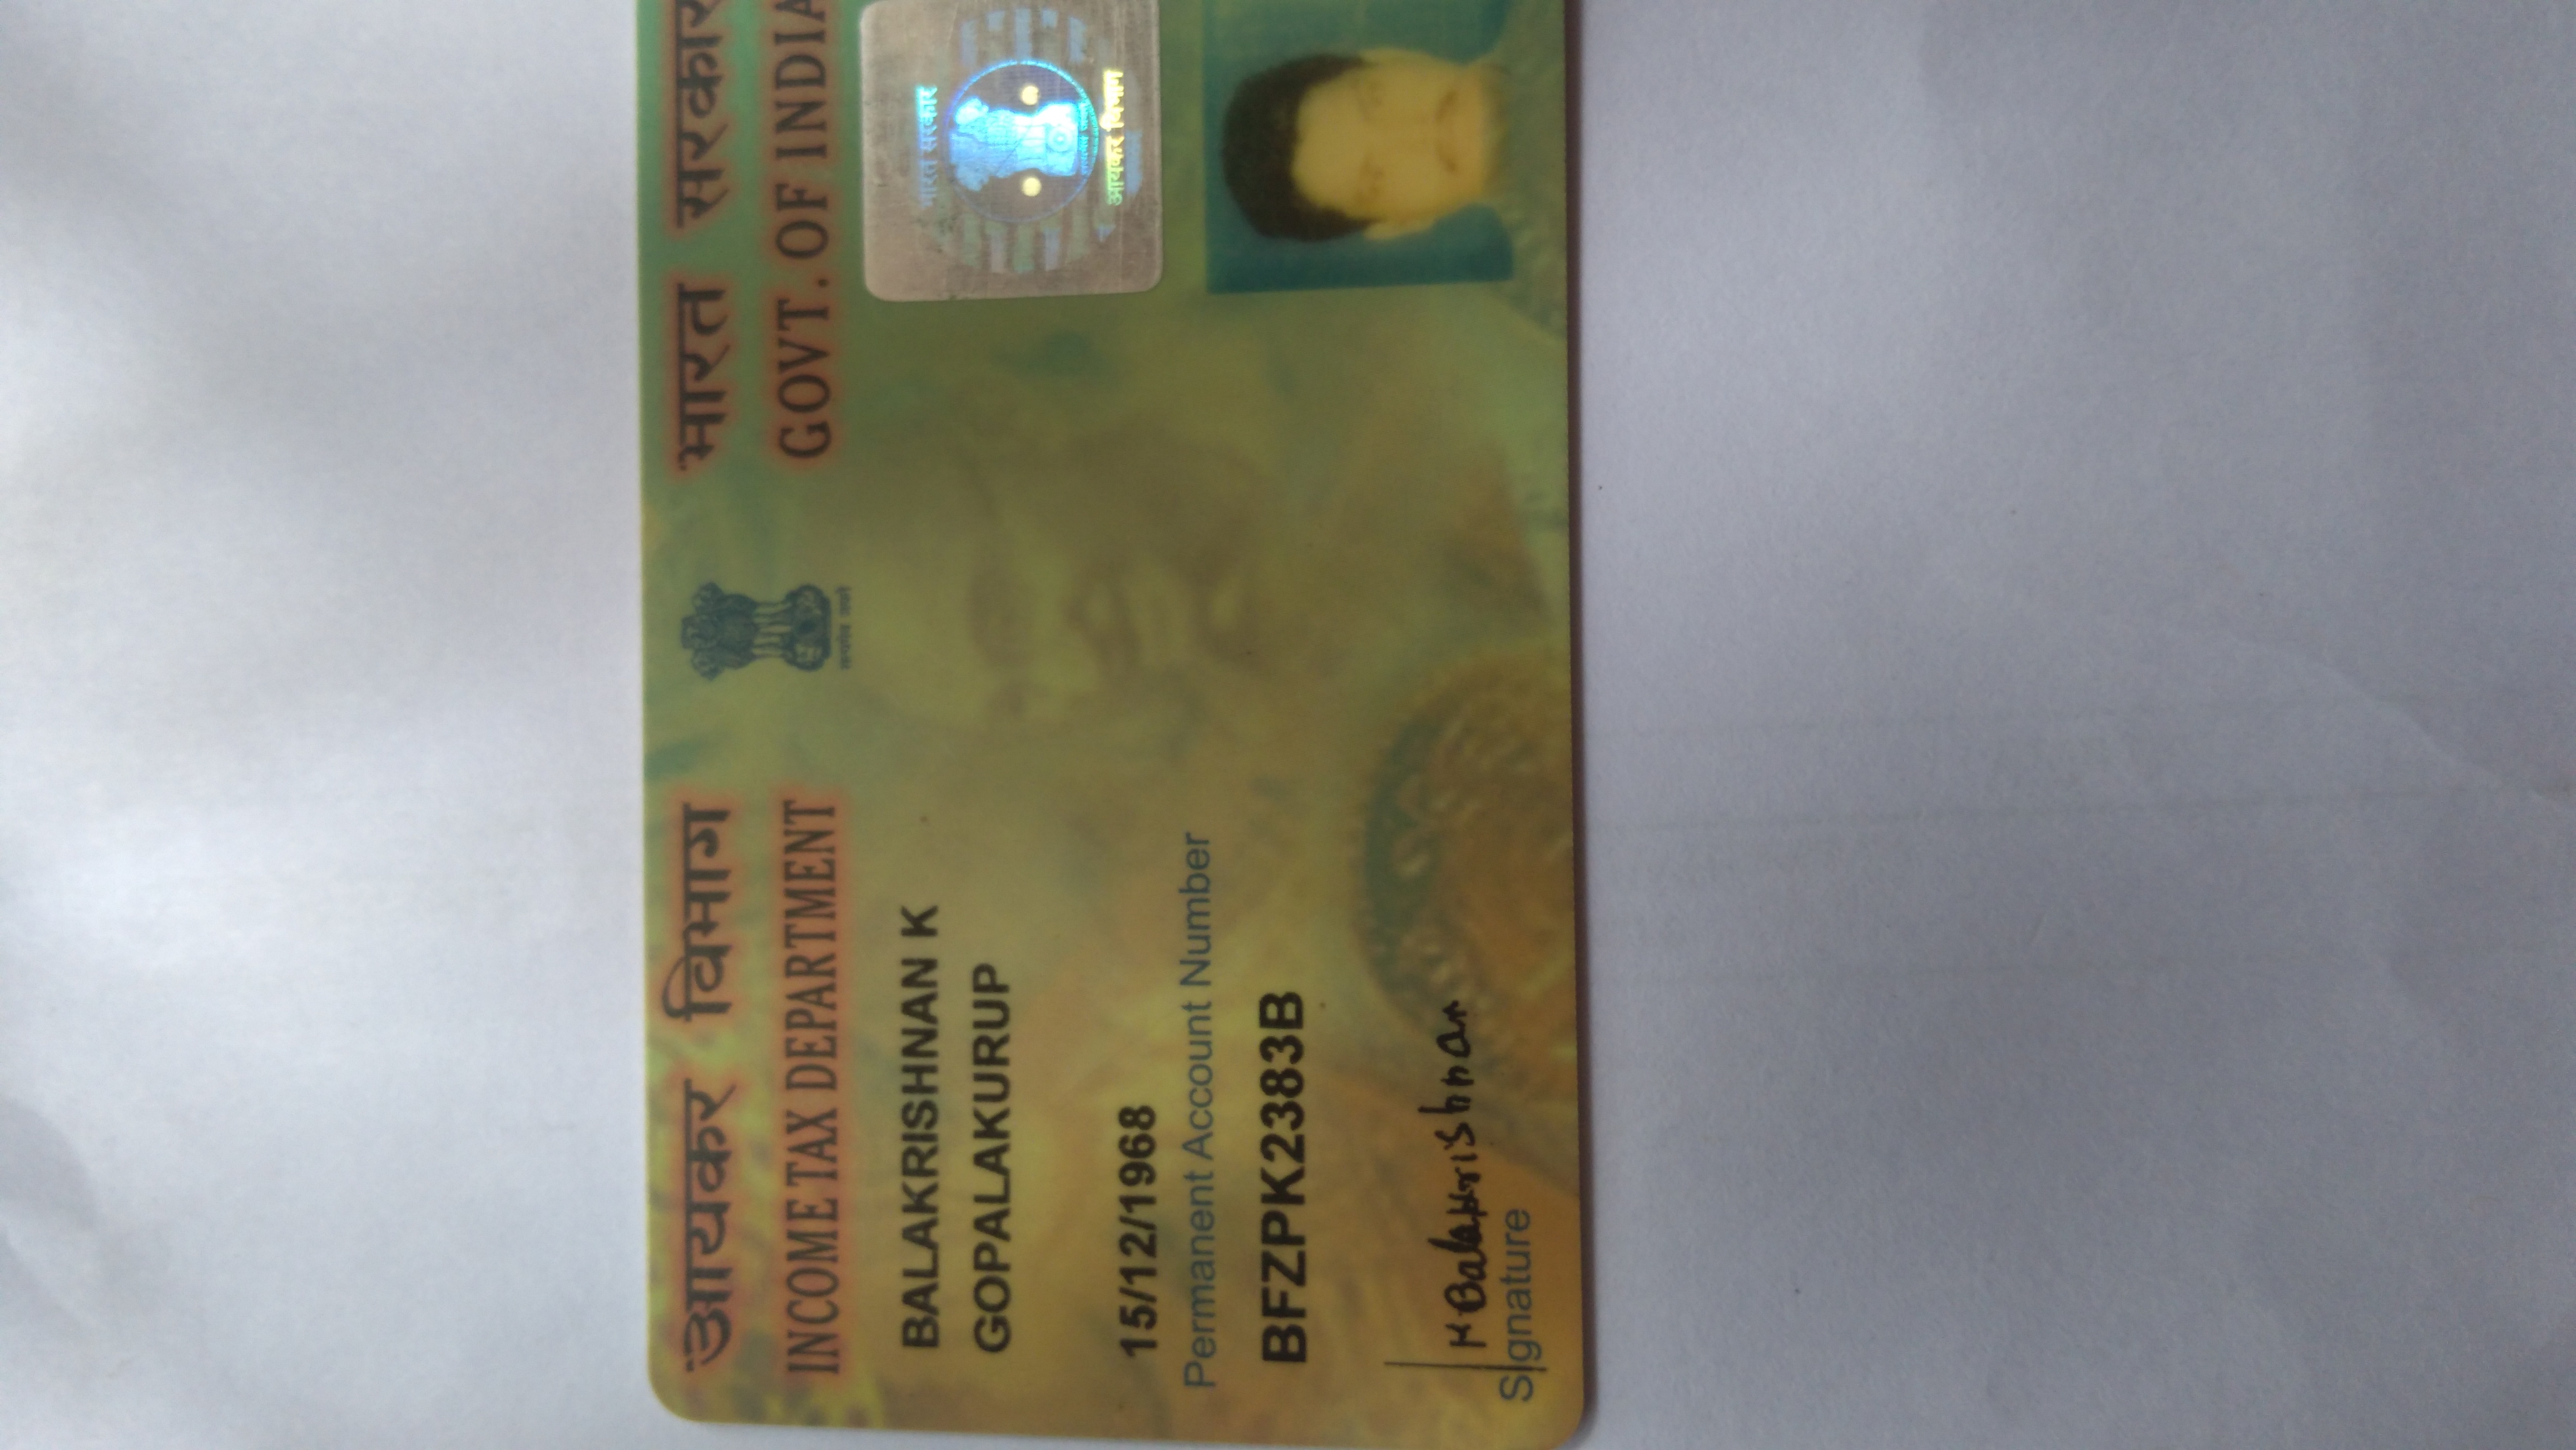 आयकर विभाग
INCOME TAX DEPARTMENT
भारत सरकार
GOVT. OF INDIA
सत्यमेव जयते
भारत सरकार
आयकर विभाग
BALAKRISHNAN K
GOPALAKURUP
15/12/1968
Permanent Account Number
BFZPK2383B
K Balakrishnan
Signature